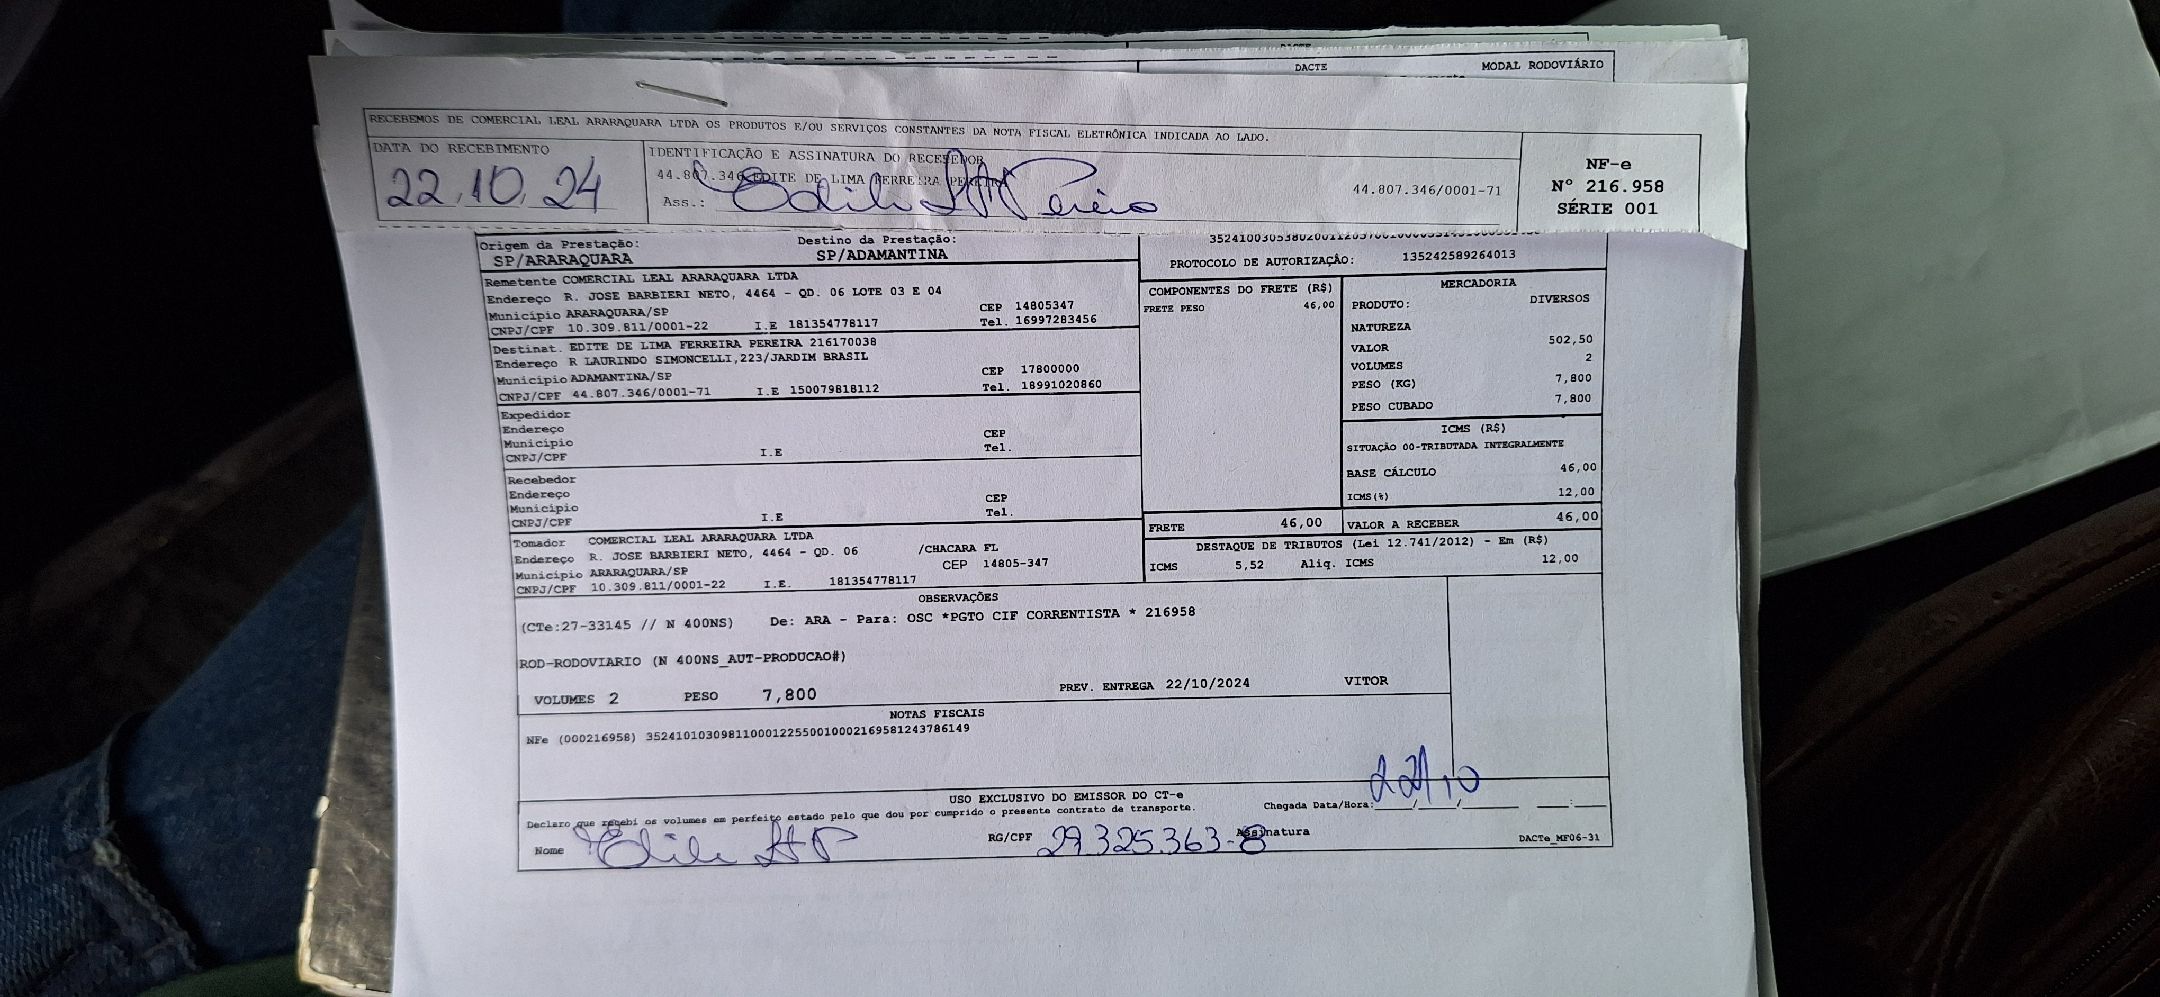 DACTE
MODAL RODOVIÁRIO
RECEBEMOS DE COMERCIAL LEAL ARARAQUARA LTDA OS PRODUTOS E/OU SERVIÇOS CONSTANTES DA NOTA FISCAL ELETRÔNICA INDICADA AO LADO.
DATA DO RECEBIMENTO
22.10.24
IDENTIFICAÇÃO E ASSINATURA DO RECEBEDOR
44.807.346 EDITE DE LIMA FERREIRA PEREIRA
44.807.346/0001-71
Ass.:
NF-e
Nº 216.958
SÉRIE 001
Origem da Prestação:
SP/ARARAQUARA
Destino da Prestação:
SP/ADAMANTINA
PROTOCOLO DE AUTORIZAÇÃO: 135242589264013
Remetente COMERCIAL LEAL ARARAQUARA LTDA
Endereço R. JOSE BARBIERI NETO, 4464 - QD. 06 LOTE 03 E 04
Município ARARAQUARA/SP CEP 14805347
CNPJ/CPF 10.309.811/0001-22 I.E 181354778117 Tel. 16997283456
Destinat. EDITE DE LIMA FERREIRA PEREIRA 216170038
Endereço R LAURINDO SIMONCELLI,223/JARDIM BRASIL
Município ADAMANTINA/SP CEP 17800000
CNPJ/CPF 44.807.346/0001-71 I.E 150079818112 Tel. 18991020860
Expedidor
Endereço
Município CEP
CNPJ/CPF I.E Tel.
Recebedor
Endereço
Município CEP
CNPJ/CPF I.E Tel.
Tomador COMERCIAL LEAL ARARAQUARA LTDA
Endereço R. JOSE BARBIERI NETO, 4464 - QD. 06 /CHACARA FL
Município ARARAQUARA/SP CEP 14805-347
CNPJ/CPF 10.309.811/0001-22 I.E. 181354778117
COMPONENTES DO FRETE (R$)
FRETE PESO 46,00
MERCADORIA
PRODUTO: DIVERSOS
NATUREZA
VALOR 502,50
VOLUMES 2
PESO (KG) 7,800
PESO CUBADO 7,800
ICMS (R$)
SITUAÇÃO 00-TRIBUTADA INTEGRALMENTE
BASE CÁLCULO 46,00
ICMS(%) 12,00
FRETE 46,00
VALOR A RECEBER 46,00
DESTAQUE DE TRIBUTOS (Lei 12.741/2012) - Em (R$)
ICMS 5,52 Aliq. ICMS 12,00
OBSERVAÇÕES
(CTe:27-33145 // N 400NS) De: ARA - Para: OSC *PGTO CIF CORRENTISTA * 216958
ROD-RODOVIARIO (N 400NS_AUT-PRODUCAO#)
VOLUMES 2 PESO 7,800 PREV. ENTREGA 22/10/2024 VITOR
NOTAS FISCAIS
NFe (000216958) 35241010309811000122550010002169581243786149
USO EXCLUSIVO DO EMISSOR DO CT-e
Declaro que recebi os volumes em perfeito estado pelo que dou por cumprido o presente contrato de transporte.
Chegada Data/Hora: 22/10
Nome
RG/CPF 29.325.363-8
Assinatura
DACTe_MF06-31